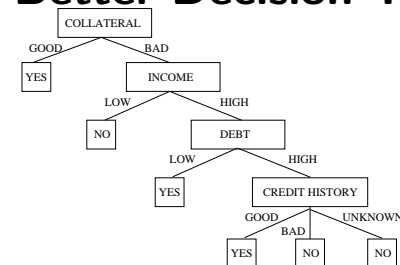 Better Decision
COLLATERAL
GOOD BAD
YES INCOME
LOW HIGH
NO DEBT
LOW HIGH
YES CREDIT HISTORY
GOOD BAD UNKNOWN
YES NO NO